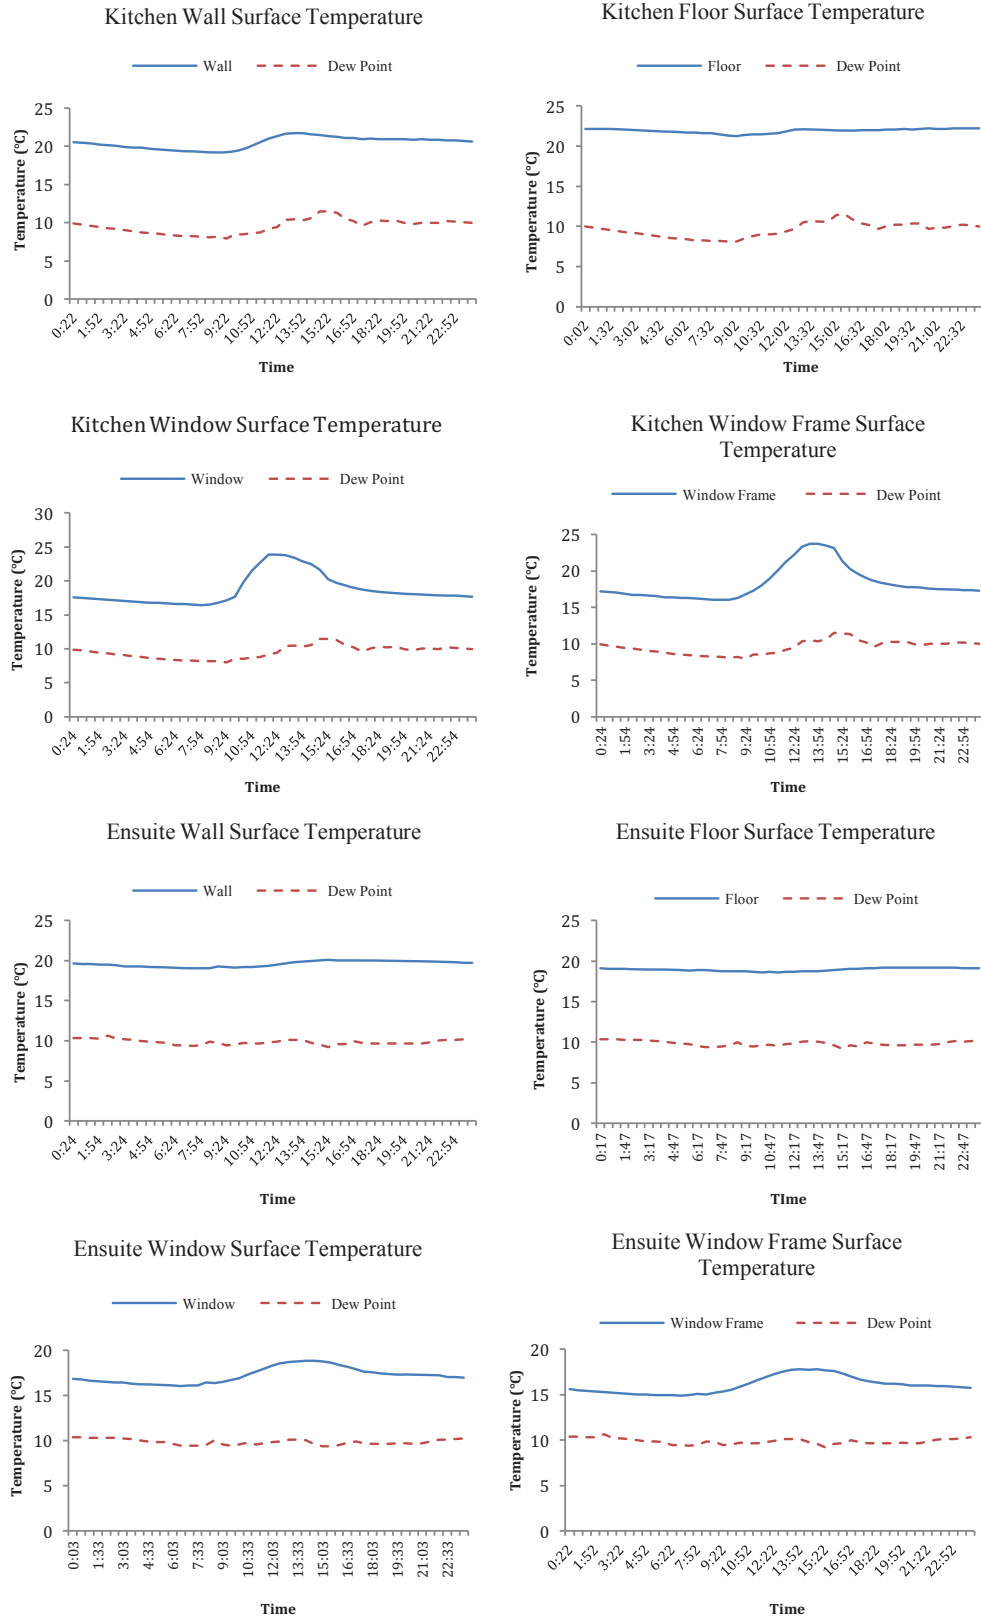 Kitchen Wall Surface Temperature
Wall Dew Point
Temperature (°C)
25
20
15
10
5
0
0:22 1:52 3:22 4:52 6:22 7:52 9:22 10:52 12:22 13:52 15:22 16:52 18:22 19:52 21:22 22:52
Time
Kitchen Floor Surface Temperature
Floor Dew Point
Temperature (°C)
25
20
15
10
5
0
0:02 1:32 3:02 4:32 6:02 7:32 9:02 10:32 12:02 13:32 15:02 16:32 18:02 19:32 21:02 22:32
Time
Kitchen Window Surface Temperature
Window Dew Point
Temperature (°C)
30
25
20
15
10
5
0
0:24 1:54 3:24 4:54 6:24 7:54 9:24 10:54 12:24 13:54 15:24 16:54 18:24 19:54 21:24 22:54
Time
Kitchen Window Frame Surface
Temperature
Window Frame Dew Point
Temperature (°C)
25
20
15
10
5
0
0:24 1:54 3:24 4:54 6:24 7:54 9:24 10:54 12:24 13:54 15:24 16:54 18:24 19:54 21:24 22:54
Time
Ensuite Wall Surface Temperature
Wall Dew Point
Temperature (°C)
25
20
15
10
5
0
0:24 1:54 3:24 4:54 6:24 7:54 9:24 10:54 12:24 13:54 15:24 16:54 18:24 19:54 21:24 22:54
Time
Ensuite Floor Surface Temperature
Floor Dew Point
Temperature (°C)
25
20
15
10
5
0
0:17 1:47 3:17 4:47 6:17 7:47 9:17 10:47 12:17 13:47 15:17 16:47 18:17 19:47 21:17 22:47
TIme
Ensuite Window Surface Temperature
Window Dew Point
Temperature (°C)
20
15
10
5
0
0:03 1:33 3:03 4:33 6:03 7:33 9:03 10:33 12:03 13:33 15:03 16:33 18:03 19:33 21:03 22:33
Time
Ensuite Window Frame Surface
Temperature
Window Frame Dew Point
Temperature (°C)
20
15
10
5
0
0:22 1:52 3:22 4:52 6:22 7:52 9:22 10:52 12:22 13:52 15:22 16:52 18:22 19:52 21:22 22:52
Time